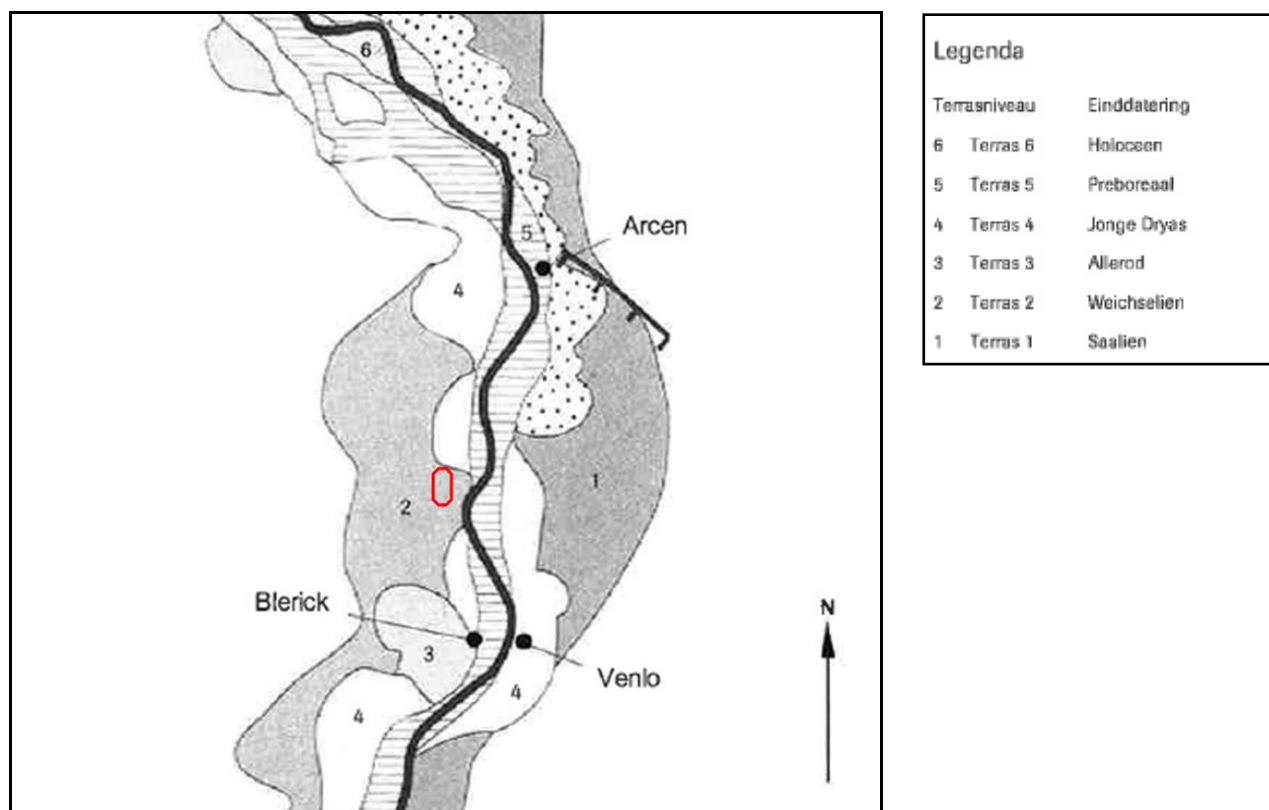 6
5
Arcen
4
1
2
Blerick
3
Venlo
4
4
N
Legenda
Terrasniveau Einddatering
6 Terras 6 Holoceen
5 Terras 5 Preboreaal
4 Terras 4 Jonge Dryas
3 Terras 3 Allerod
2 Terras 2 Weichselien
1 Terras 1 Saalien